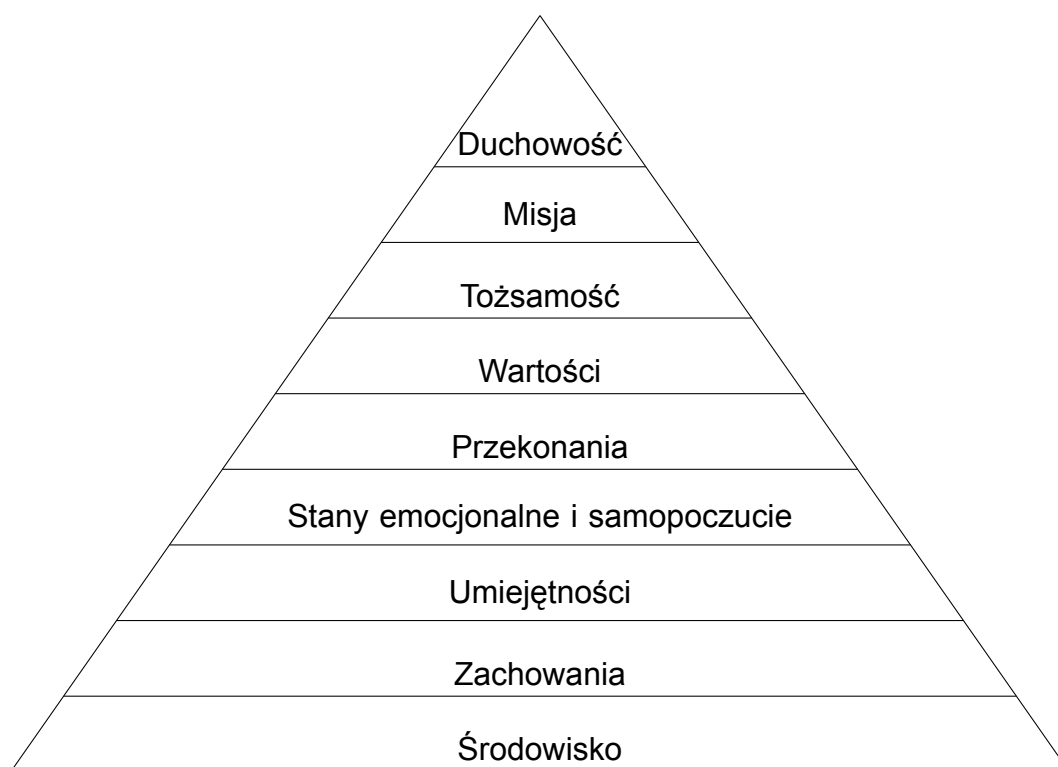 Duchowość
Misja
Tożsamość
Wartości
Przekonania
Stany emocjonalne i samopoczucie
Umiejętności
Zachowania
Środowisko